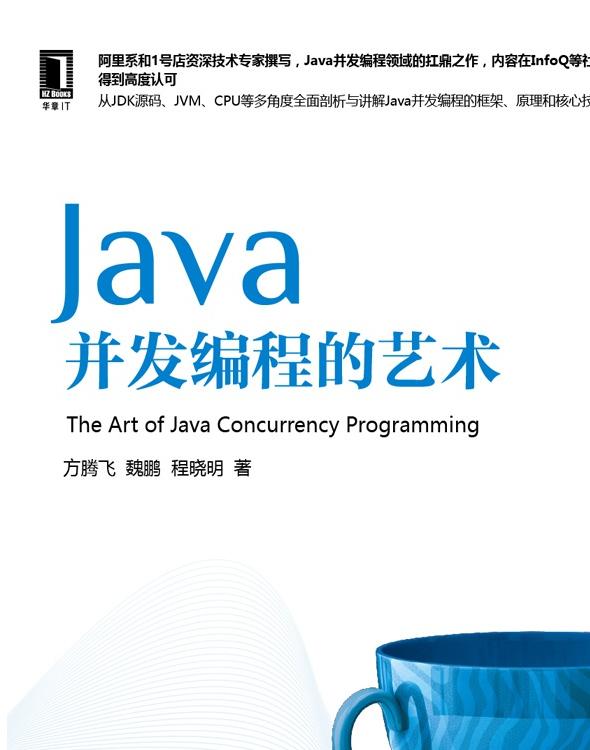 阿里系和1号店资深技术专家撰写，Java并发编程领域的扛鼎之作，内容在InfoQ等社
得到高度认可
从JDK源码、JVM、CPU等多角度全面剖析与讲解Java并发编程的框架、原理和核心技
HZ Books
华章IT
Java
并发编程的艺术
The Art of Java Concurrency Programming
方腾飞 魏鹏 程晓明 著